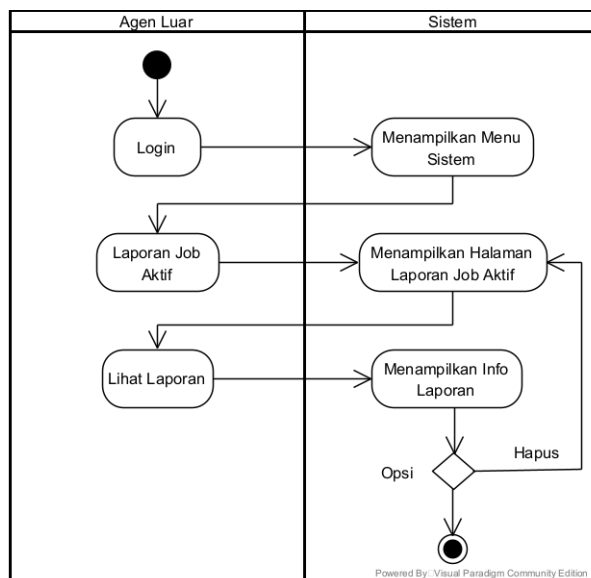 Agen Luar
Sistem
Login
Menampilkan Menu
Sistem
Laporan Job
Aktif
Menampilkan Halaman
Laporan Job Aktif
Lihat Laporan
Menampilkan Info
Laporan
Opsi
Hapus
Powered By Visual Paradigm Community Edition